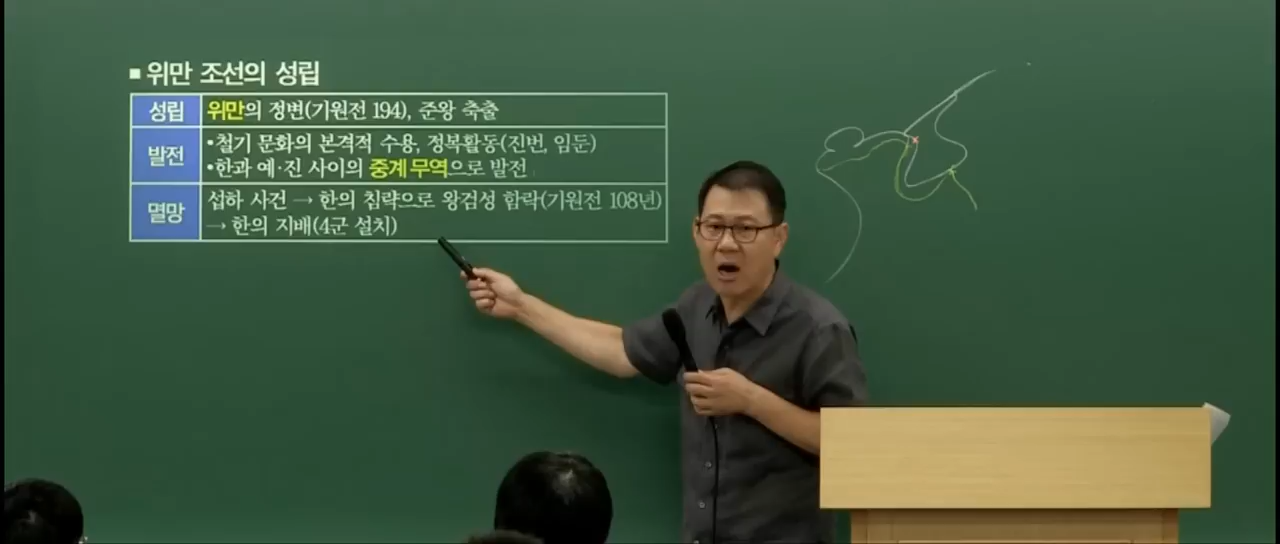 ■ 위만 조선의 성립
성립 위만의 정변(기원전 194), 준왕 축출
발전 •철기 문화의 본격적 수용, 정복활동(진번, 임둔)
•한과 예·진 사이의 중계 무역으로 발전
멸망 섭하 사건 → 한의 침략으로 왕검성 함락(기원전 108년)
→ 한의 지배(4군 설치)